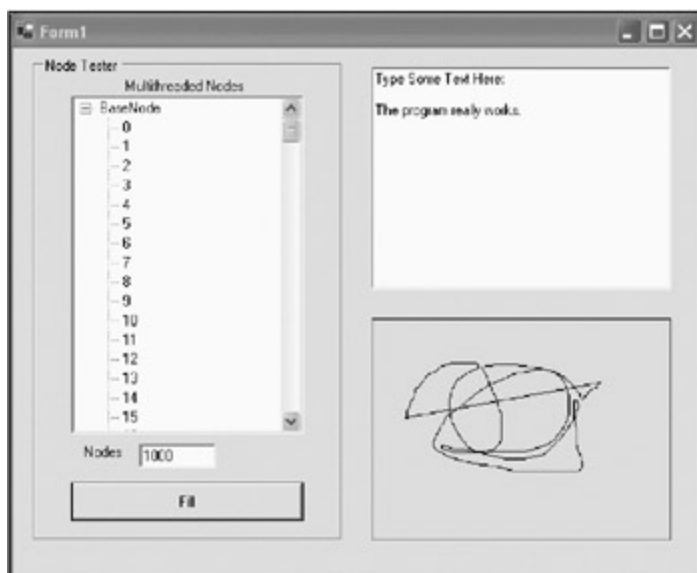 Form1
Node Tester
Multithreaded Nodes
BaseNode
0
1
2
3
4
5
6
7
8
9
10
11
12
13
14
15
Nodes 1000
Fill
Type Some Text Here:
The program really works.